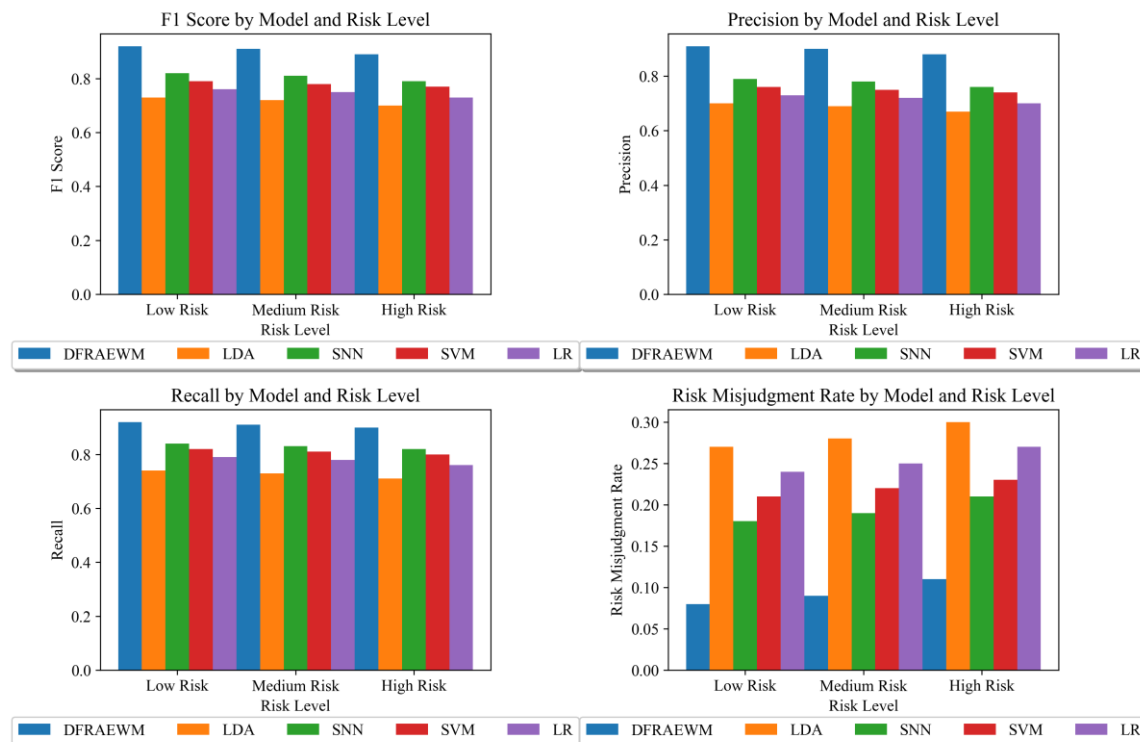 F1 Score by Model and Risk Level
F1 Score
0.8
0.6
0.4
0.2
0.0
Low Risk Medium Risk High Risk
Risk Level
DFRAEWM LDA SNN SVM LR
Precision by Model and Risk Level
Precision
0.8
0.6
0.4
0.2
0.0
Low Risk Medium Risk High Risk
Risk Level
DFRAEWM LDA SNN SVM LR
Recall by Model and Risk Level
Recall
0.8
0.6
0.4
0.2
0.0
Low Risk Medium Risk High Risk
Risk Level
DFRAEWM LDA SNN SVM LR
Risk Misjudgment Rate by Model and Risk Level
Risk Misjudgment Rate
0.30
0.25
0.20
0.15
0.10
0.05
0.00
Low Risk Medium Risk High Risk
Risk Level
DFRAEWM LDA SNN SVM LR